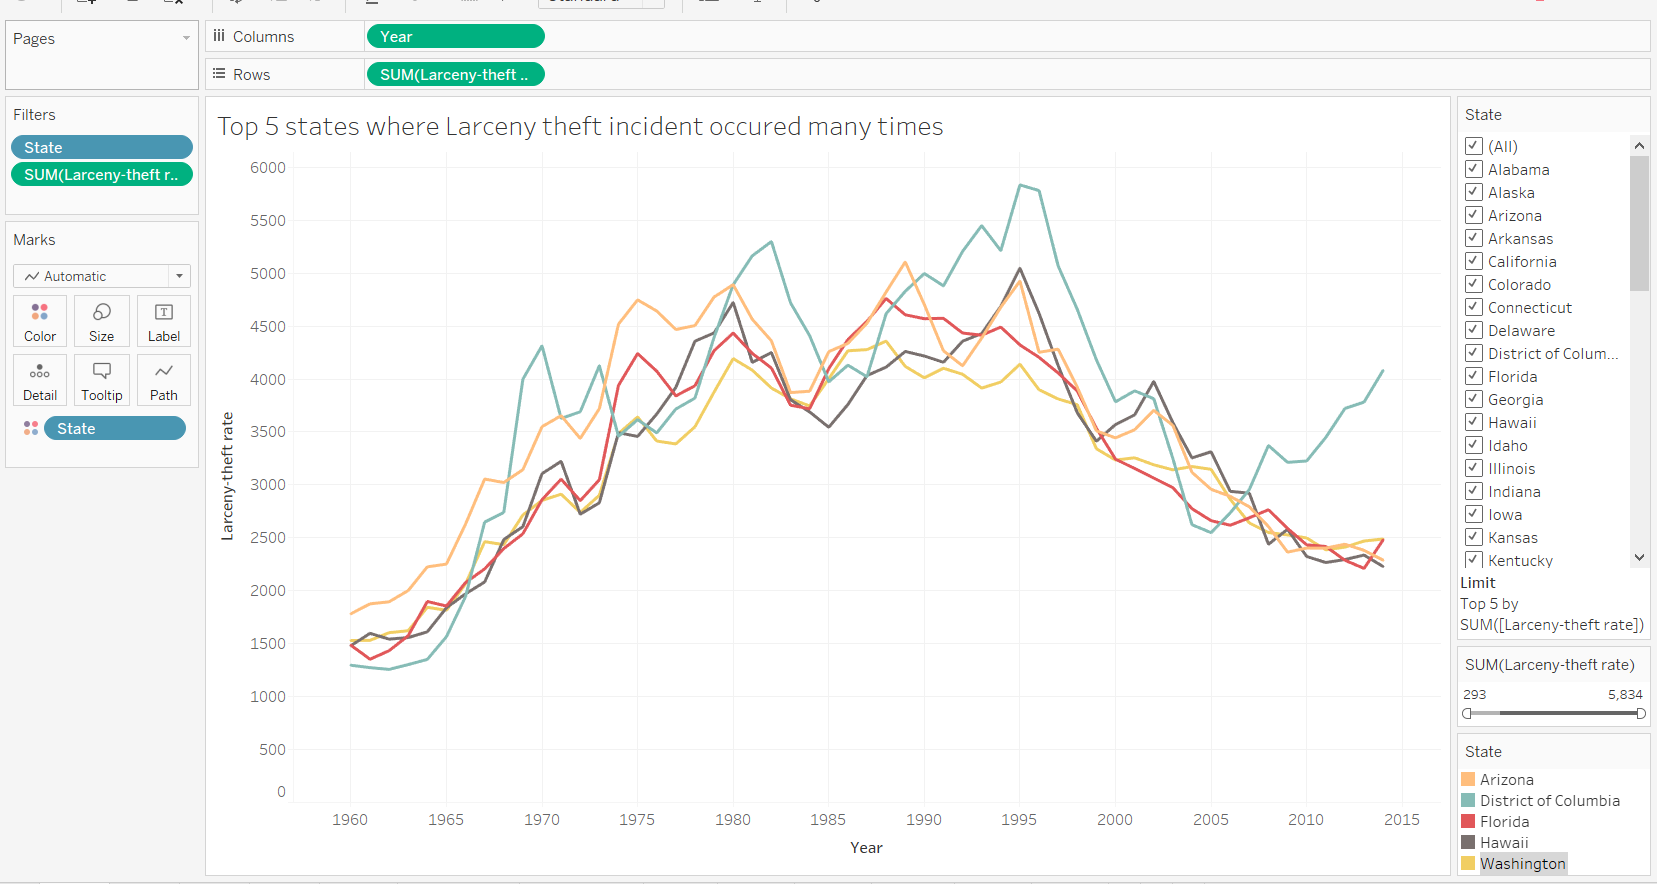 Standard
Pages
Columns
Year
Rows
SUM(Larceny-theft ..
Filters
State
SUM(Larceny-theft r..
Marks
Automatic
Color
Size
Label
Detail
Tooltip
Path
State
Top 5 states where Larceny theft incident occured many times
6000
5500
5000
4500
4000
3500
3000
2500
2000
1500
1000
500
0
Larceny-theft rate
1960 1965 1970 1975 1980 1985 1990 1995 2000 2005 2010 2015
Year
State
(All)
Alabama
Alaska
Arizona
Arkansas
California
Colorado
Connecticut
Delaware
District of Colum...
Florida
Georgia
Hawaii
Idaho
Illinois
Indiana
Iowa
Kansas
Kentucky
Limit
Top 5 by
SUM([Larceny-theft rate])
SUM(Larceny-theft rate)
293 5,834
State
Arizona
District of Columbia
Florida
Hawaii
Washington